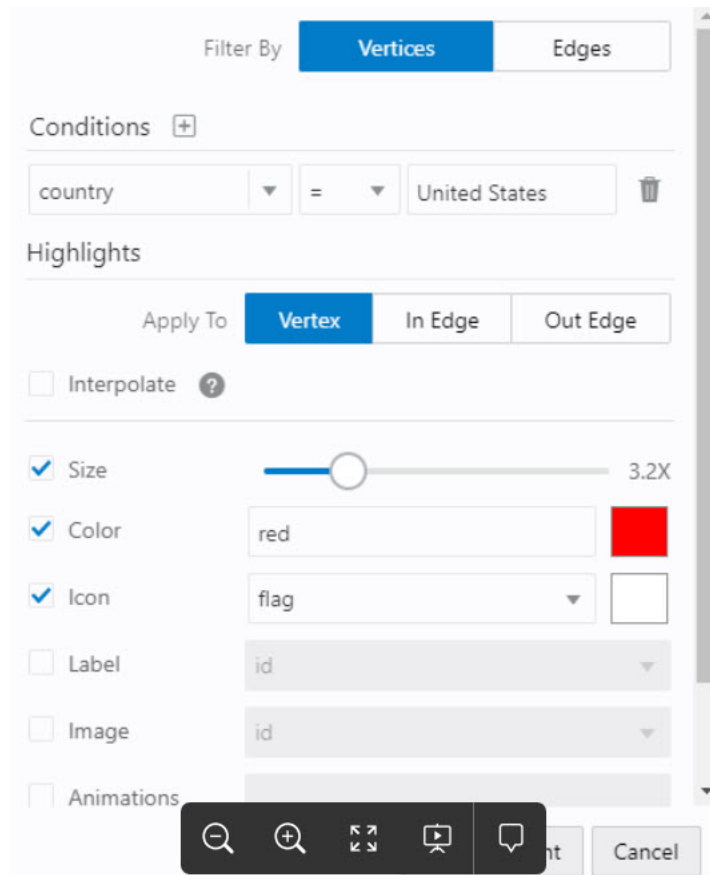 Filter By Vertices Edges
Conditions
country = United States
Highlights
Apply To Vertex In Edge Out Edge
Interpolate ?
Size 3.2X
Color red
Icon flag
Label id
Image id
Animations
Cancel